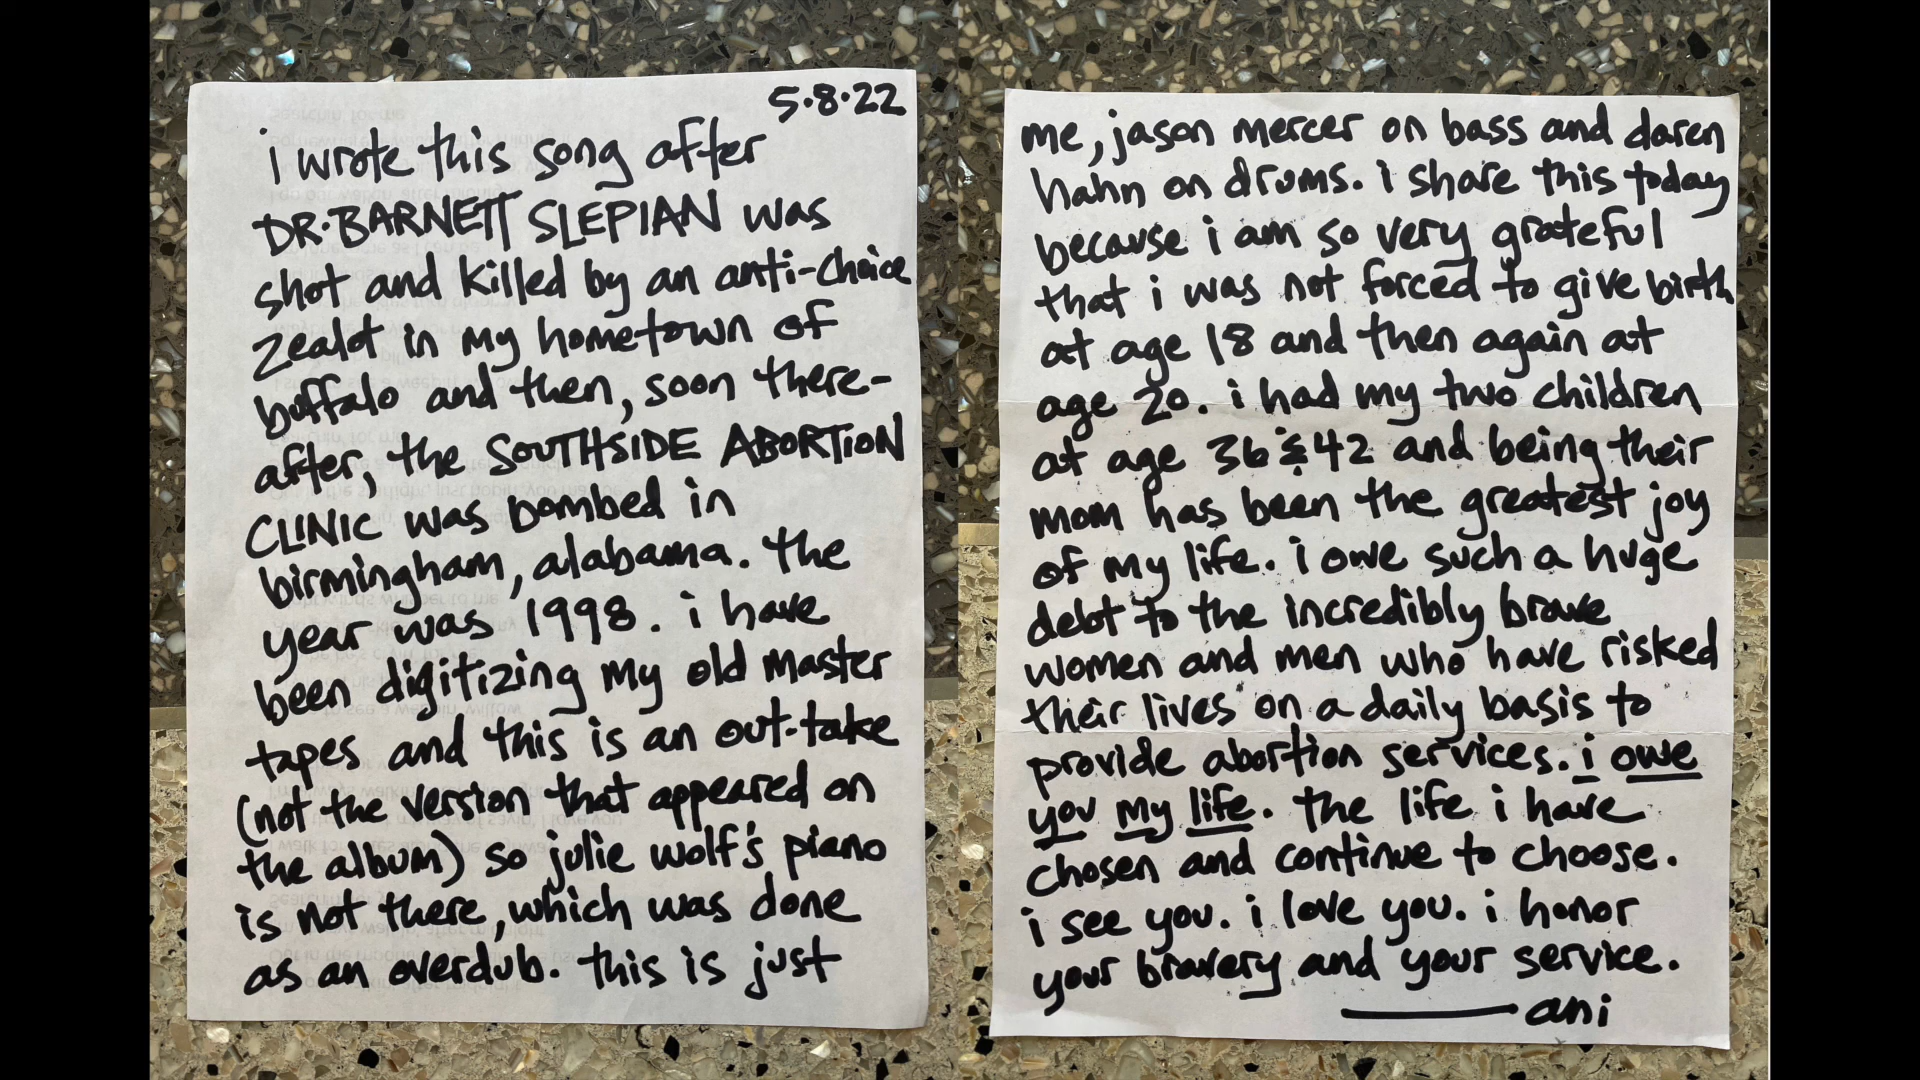 5.8.22
i wrote this song after
DR. BARNETT SLEPIAN was
shot and killed by an anti-choice
zealot in my hometown of
buffalo and then, soon there-
after, the SOUTHSIDE ABORTION
CLINIC was bombed in
birmingham, alabama. the
year was 1998. i have
been digitizing my old master
tapes and this is an out-take
(not the version that appeared on
the album) so julie wolf's piano
is not there, which was done
as an overdub. this is just
me, jason mercer on bass and daren
hahn on drums. i share this today
because i am so very grateful
that i was not forced to give birth
at age 18 and then again at
age 20. i had my two children
at age 36 & 42 and being their
mom has been the greatest joy
of my life. i owe such a huge
debt to the incredibly brave
women and men who have risked
their lives on a daily basis to
provide abortion services. i owe
you my life. the life i have
chosen and continue to choose.
i see you. i love you. i honor
your bravery and your service.
ani